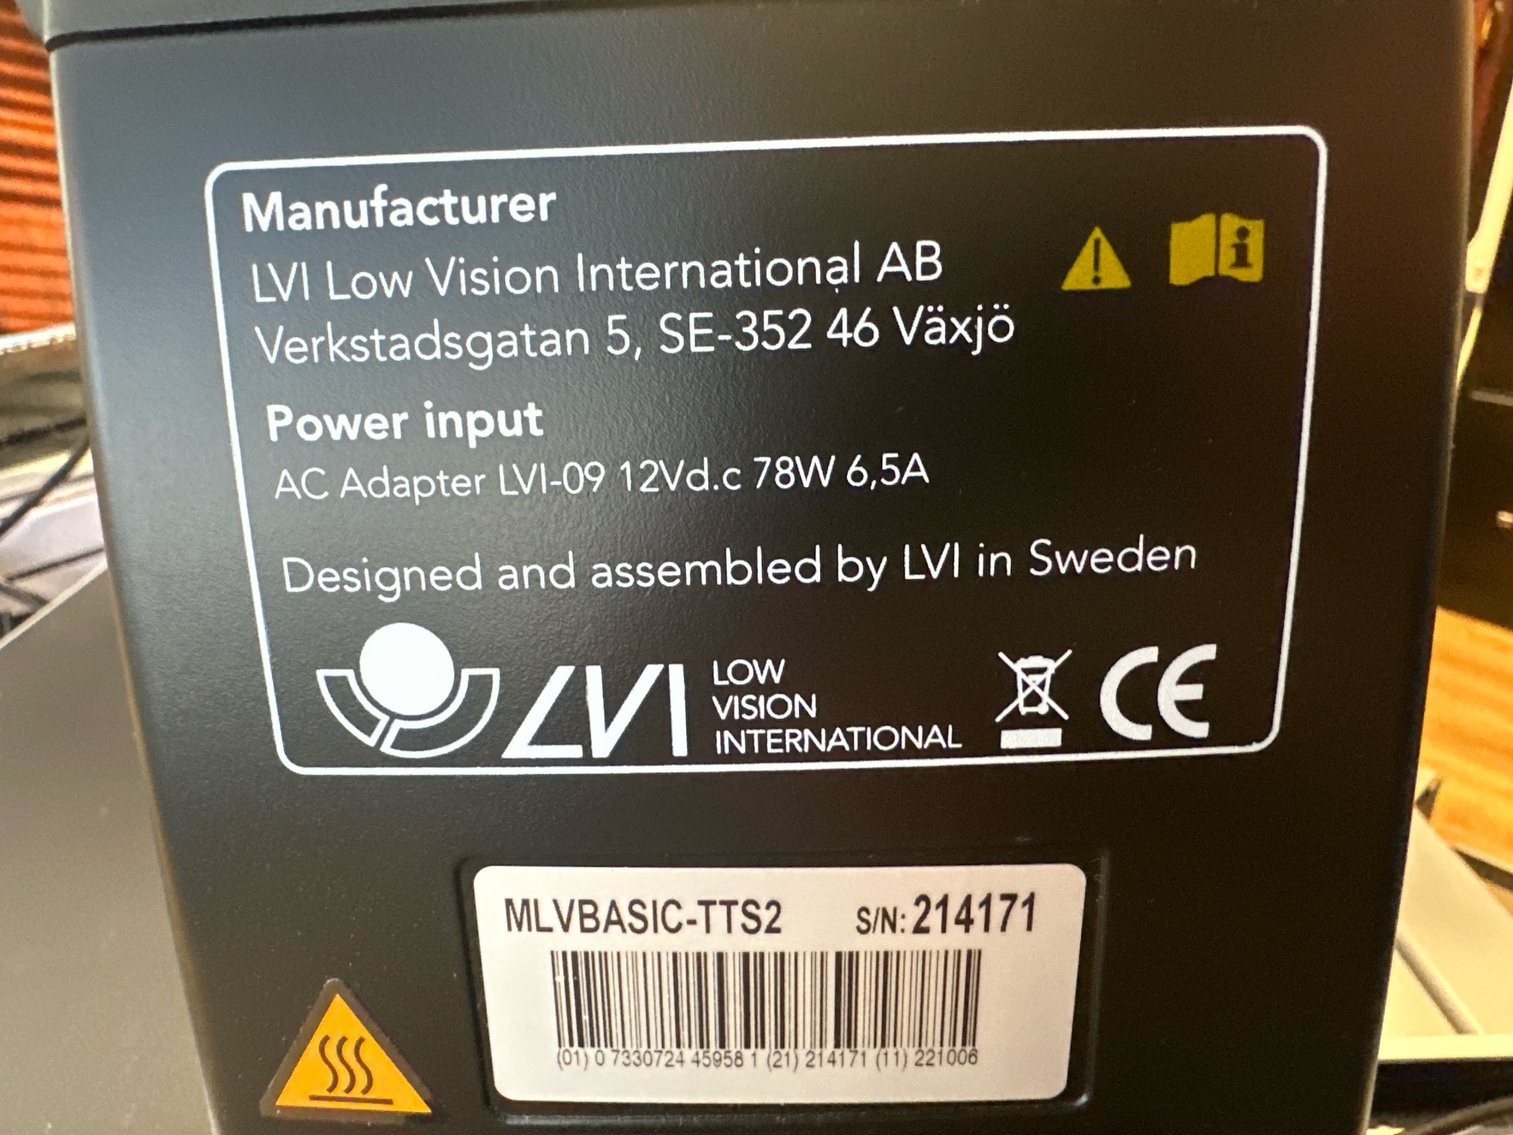 Manufacturer
LVI Low Vision International AB
Verkstadsgatan 5, SE-352 46 Växjö
Power input
AC Adapter LVI-09 12Vd.c 78W 6,5A
Designed and assembled by LVI in Sweden
LVI
LOW
VISION
INTERNATIONAL
CE
MLVBASIC-TTS2 S/N: 214171
(01) 0 7330724 45958 1 (21) 214171 (11) 221006